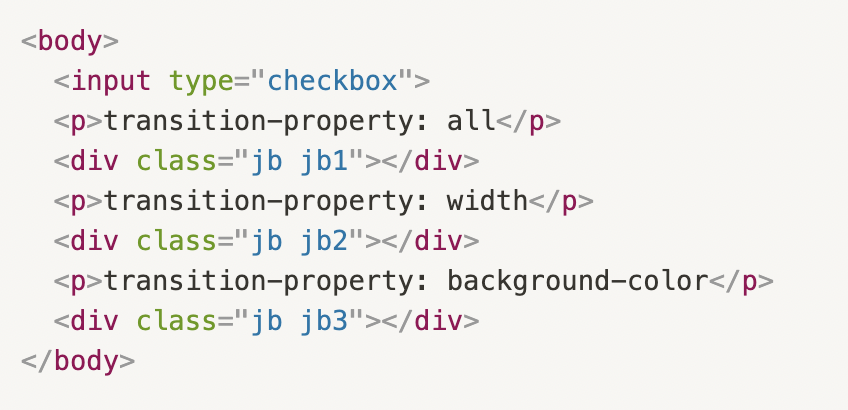 <body>
  <input type="checkbox">
  <p>transition-property: all</p>
  <div class="jb jb1"></div>
  <p>transition-property: width</p>
  <div class="jb jb2"></div>
  <p>transition-property: background-color</p>
  <div class="jb jb3"></div>
</body>